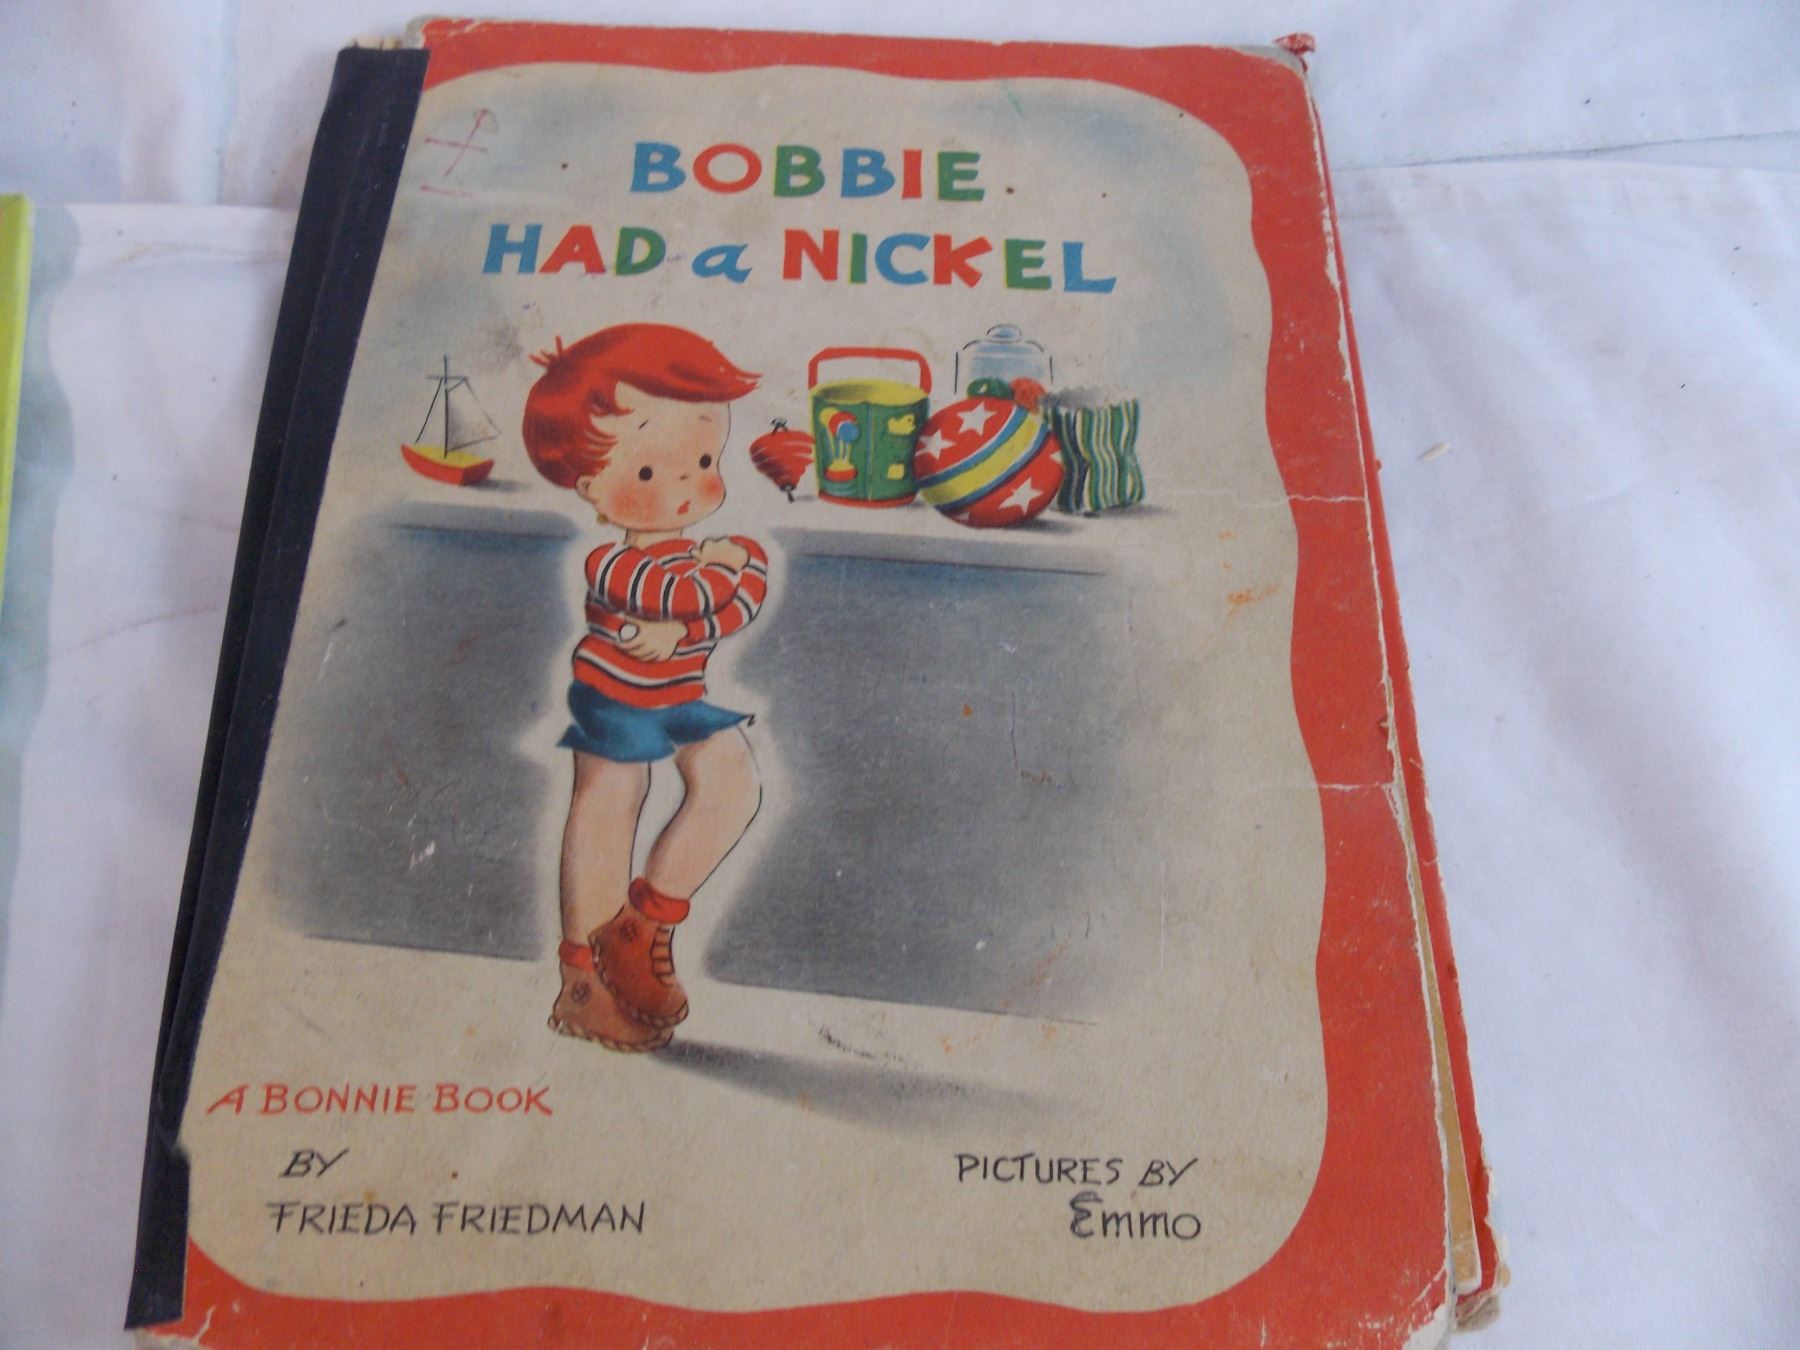 BOBBIE
HAD a NICKEL
A BONNIE BOOK
BY
FRIEDA FRIEDMAN
PICTURES BY
Emmo